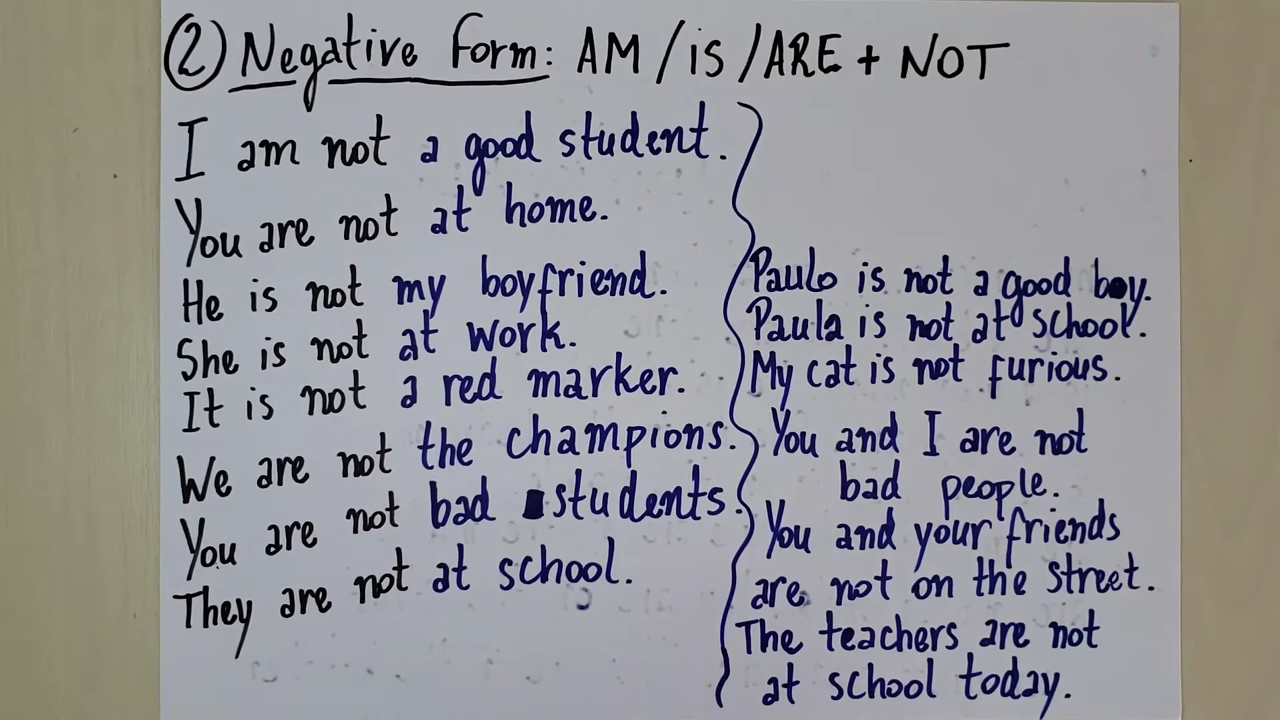 ② Negative Form: AM / is / ARE + NOT
I am not a good student.
You are not at home.
He is not my boyfriend.
She is not at work.
It is not a red marker.
We are not the champions.
You are not bad students.
They are not at school.
Paulo is not a good boy.
Paula is not at school.
My cat is not furious.
You and I are not
bad people.
You and your friends
are not on the street.
The teachers are not
at school today.